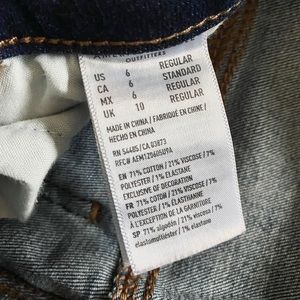 OUTFITTERS
US 6 REGULAR
CA 6 STANDARD
MX 6 REGULAR
UK 10 REGULAR
MADE IN CHINA / FABRIQUÉ EN CHINE /
HECHO EN CHINA
RN 54485/CA 03873
EN 71% COTTON / 21% VISCOSE / 7%
POLYESTER / 1% ELASTANE
EXCLUSIVE OF DECORATION
FR 71% COTON / 21% VISCOSE / 7%
POLYESTER / 1% ÉLASTHANNE
À L'EXCEPTION DE LA GARNITURE
SP 71% algodón / 21% viscosa / 7%
elastomultiéster / 1% elastano